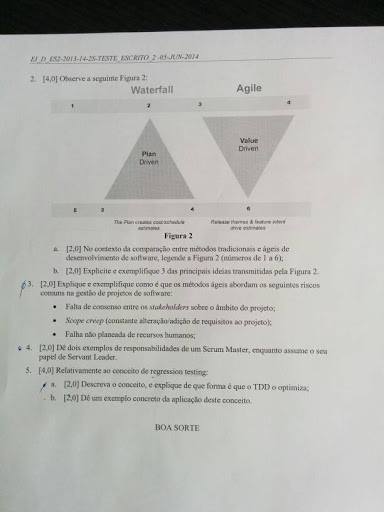 EI_D_ES2-2013-14-2S-TESTE_ESCRITO_2 -05-JUN-2014
2. [4,0] Observe a seguinte Figura 2:
Waterfall Agile
1 2 3 4
Plan
Driven
Value
Driven
5 3 4 6
The Plan creates cost/schedule
estimates
Release themes & feature intent
drive estimates
Figura 2
a. [2,0] No contexto da comparação entre métodos tradicionais e ágeis de
desenvolvimento de software, legende a Figura 2 (números de 1 a 6);
b. [2,0] Explicite e exemplifique 3 das principais ideias transmitidas pela Figura 2.
3. [2,0] Explique e exemplifique como é que os métodos ágeis abordam os seguintes riscos
comuns na gestão de projetos de software:
• Falta de consenso entre os stakeholders sobre o âmbito do projeto;
• Scope creep (constante alteração/adição de requisitos ao projeto);
• Falha não planeada de recursos humanos;
4. [2,0] Dê dois exemplos de responsabilidades de um Scrum Master, enquanto assume o seu
papel de Servant Leader.
5. [4,0] Relativamente ao conceito de regression testing:
a. [2,0] Descreva o conceito, e explique de que forma é que o TDD o optimiza;
b. [2,0] Dê um exemplo concreto da aplicação deste conceito.
BOA SORTE